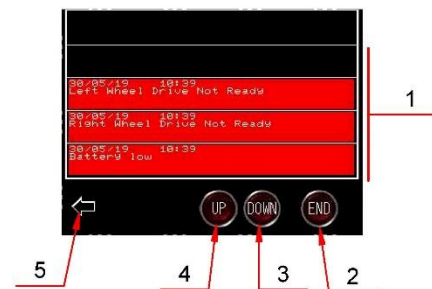 30/05/19 10:39
Left Wheel Drive Not Ready
30/05/19 10:39
Right Wheel Drive Not Ready
30/05/19 10:39
Battery low
1
UP DOWN END
5 4 3 2